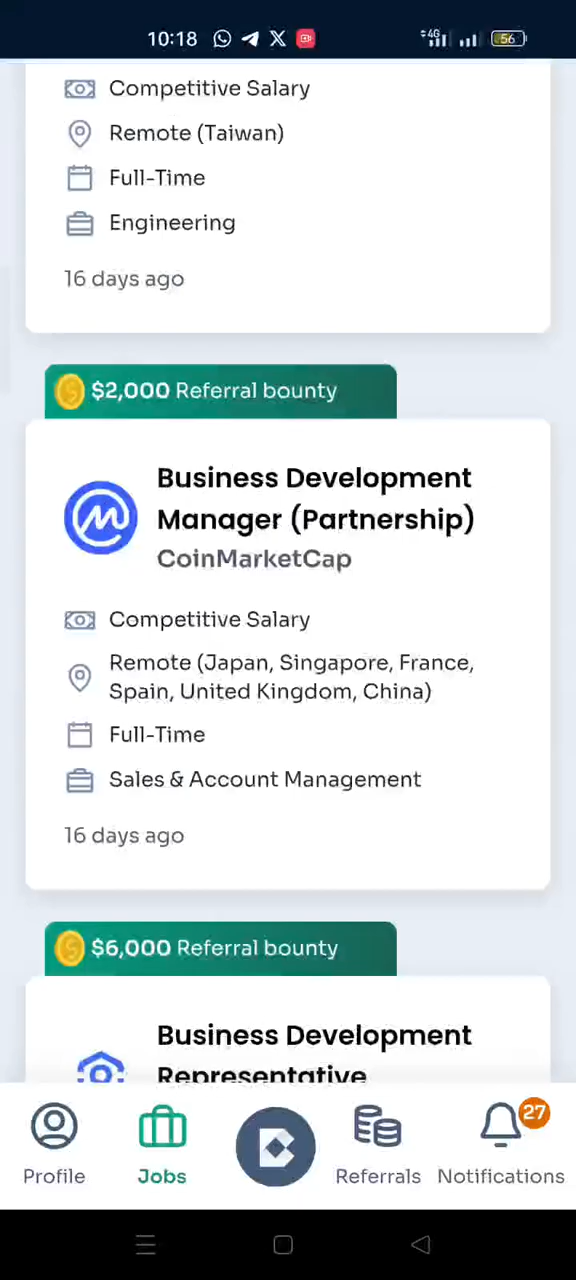 10:18
4G
56
Competitive Salary
Remote (Taiwan)
Full-Time
Engineering
16 days ago
$2,000 Referral bounty
Business Development
Manager (Partnership)
CoinMarketCap
Competitive Salary
Remote (Japan, Singapore, France,
Spain, United Kingdom, China)
Full-Time
Sales & Account Management
16 days ago
$6,000 Referral bounty
Business Development
Representative
27
Profile
Jobs
Referrals
Notifications